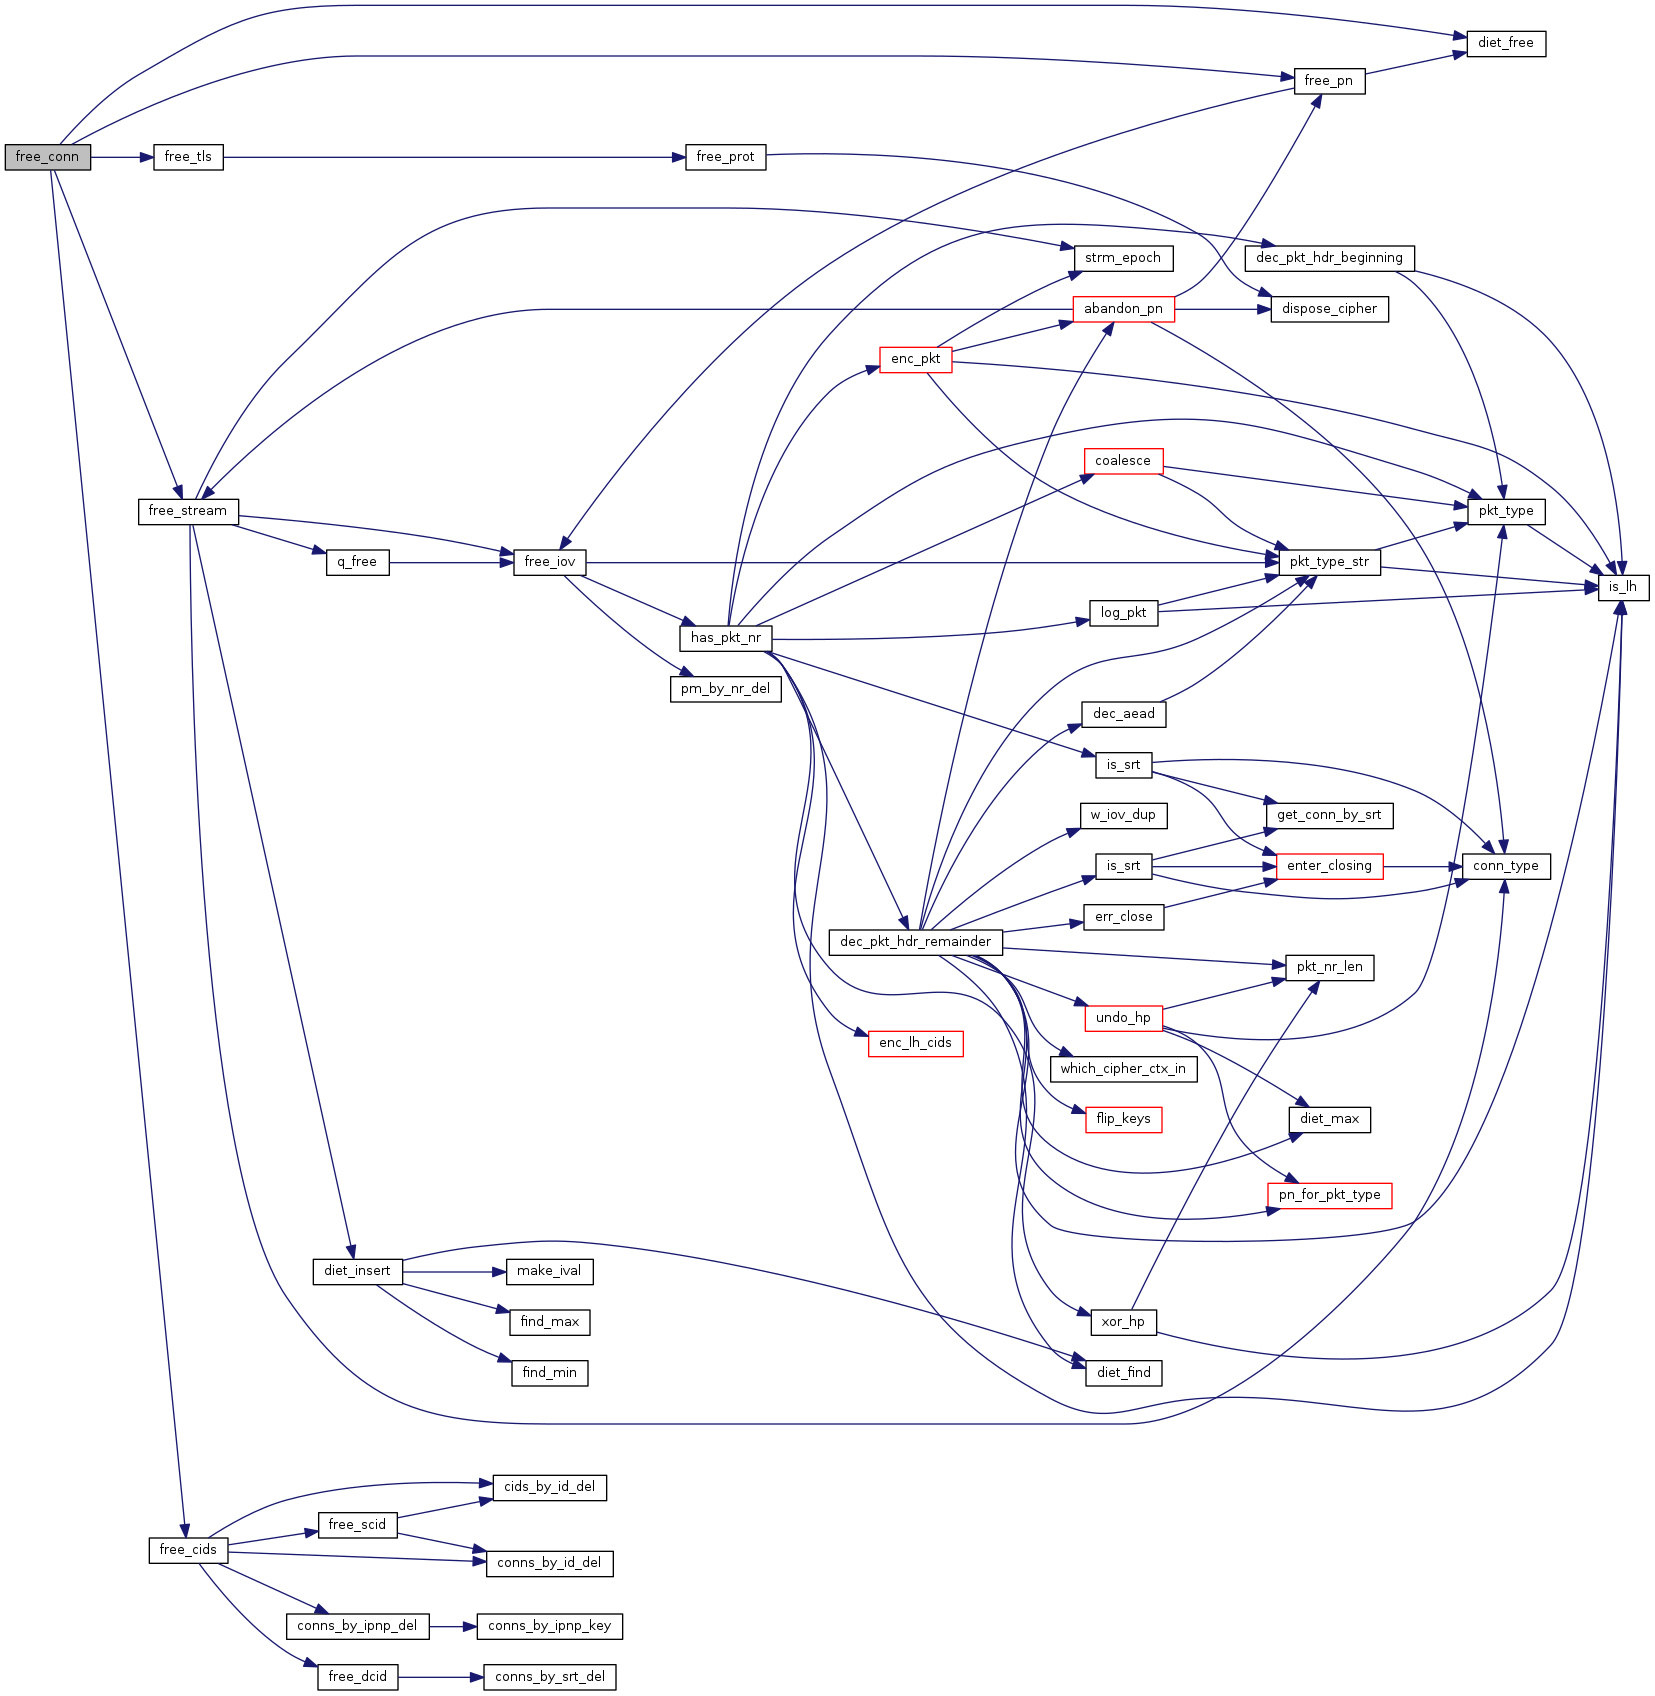 diet_free
free_pn
free_conn
free_tls
free_prot
strm_epoch
dec_pkt_hdr_beginning
abandon_pn
dispose_cipher
enc_pkt
coalesce
free_stream
pkt_type
q_free
free_iov
pkt_type_str
is_lh
log_pkt
has_pkt_nr
pm_by_nr_del
dec_aead
is_srt
w_iov_dup
get_conn_by_srt
is_srt
enter_closing
conn_type
err_close
dec_pkt_hdr_remainder
pkt_nr_len
undo_hp
enc_lh_cids
which_cipher_ctx_in
flip_keys
diet_max
pn_for_pkt_type
diet_insert
make_ival
find_max
xor_hp
find_min
diet_find
cids_by_id_del
free_scid
free_cids
conns_by_id_del
conns_by_ipnp_del
conns_by_ipnp_key
free_dcid
conns_by_srt_del